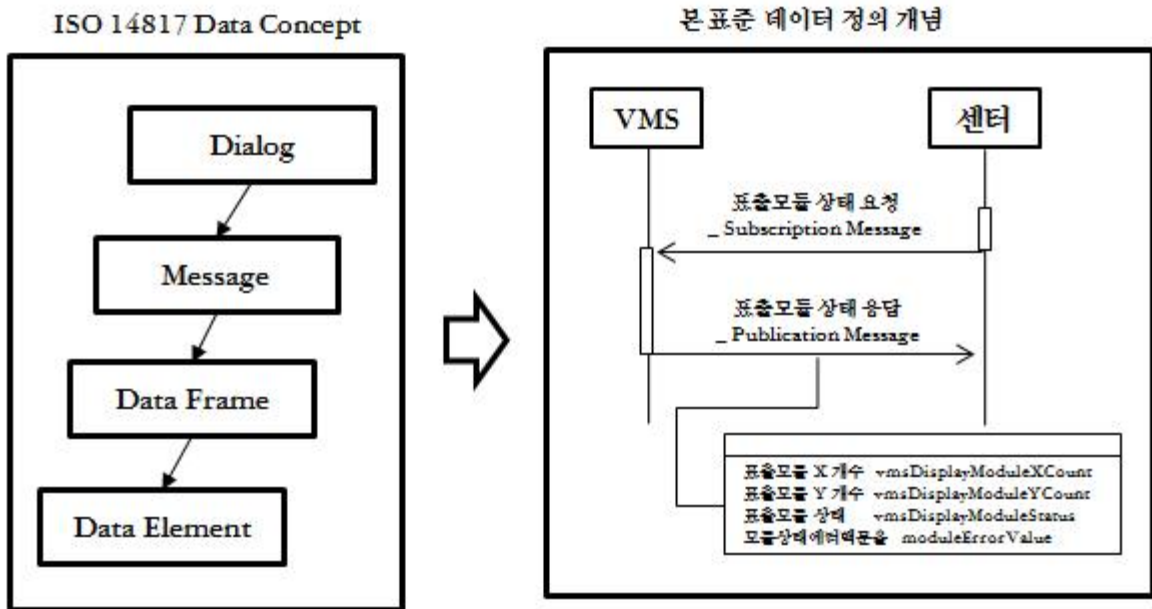 ISO 14817 Data Concept
Dialog
Message
Data Frame
Data Element
본 표준 데이터 정의 개념
VMS
센터
표출모듈 상태 요청
_ Subscription Message
표출모듈 상태 응답
_ Publication Message
표출모듈 X 개수 vmsDisplayModuleXCount
표출모듈 Y 개수 vmsDisplayModuleYCount
표출모듈 상태 vmsDisplayModuleStatus
모듈상태에러백문율 moduleErrorValue